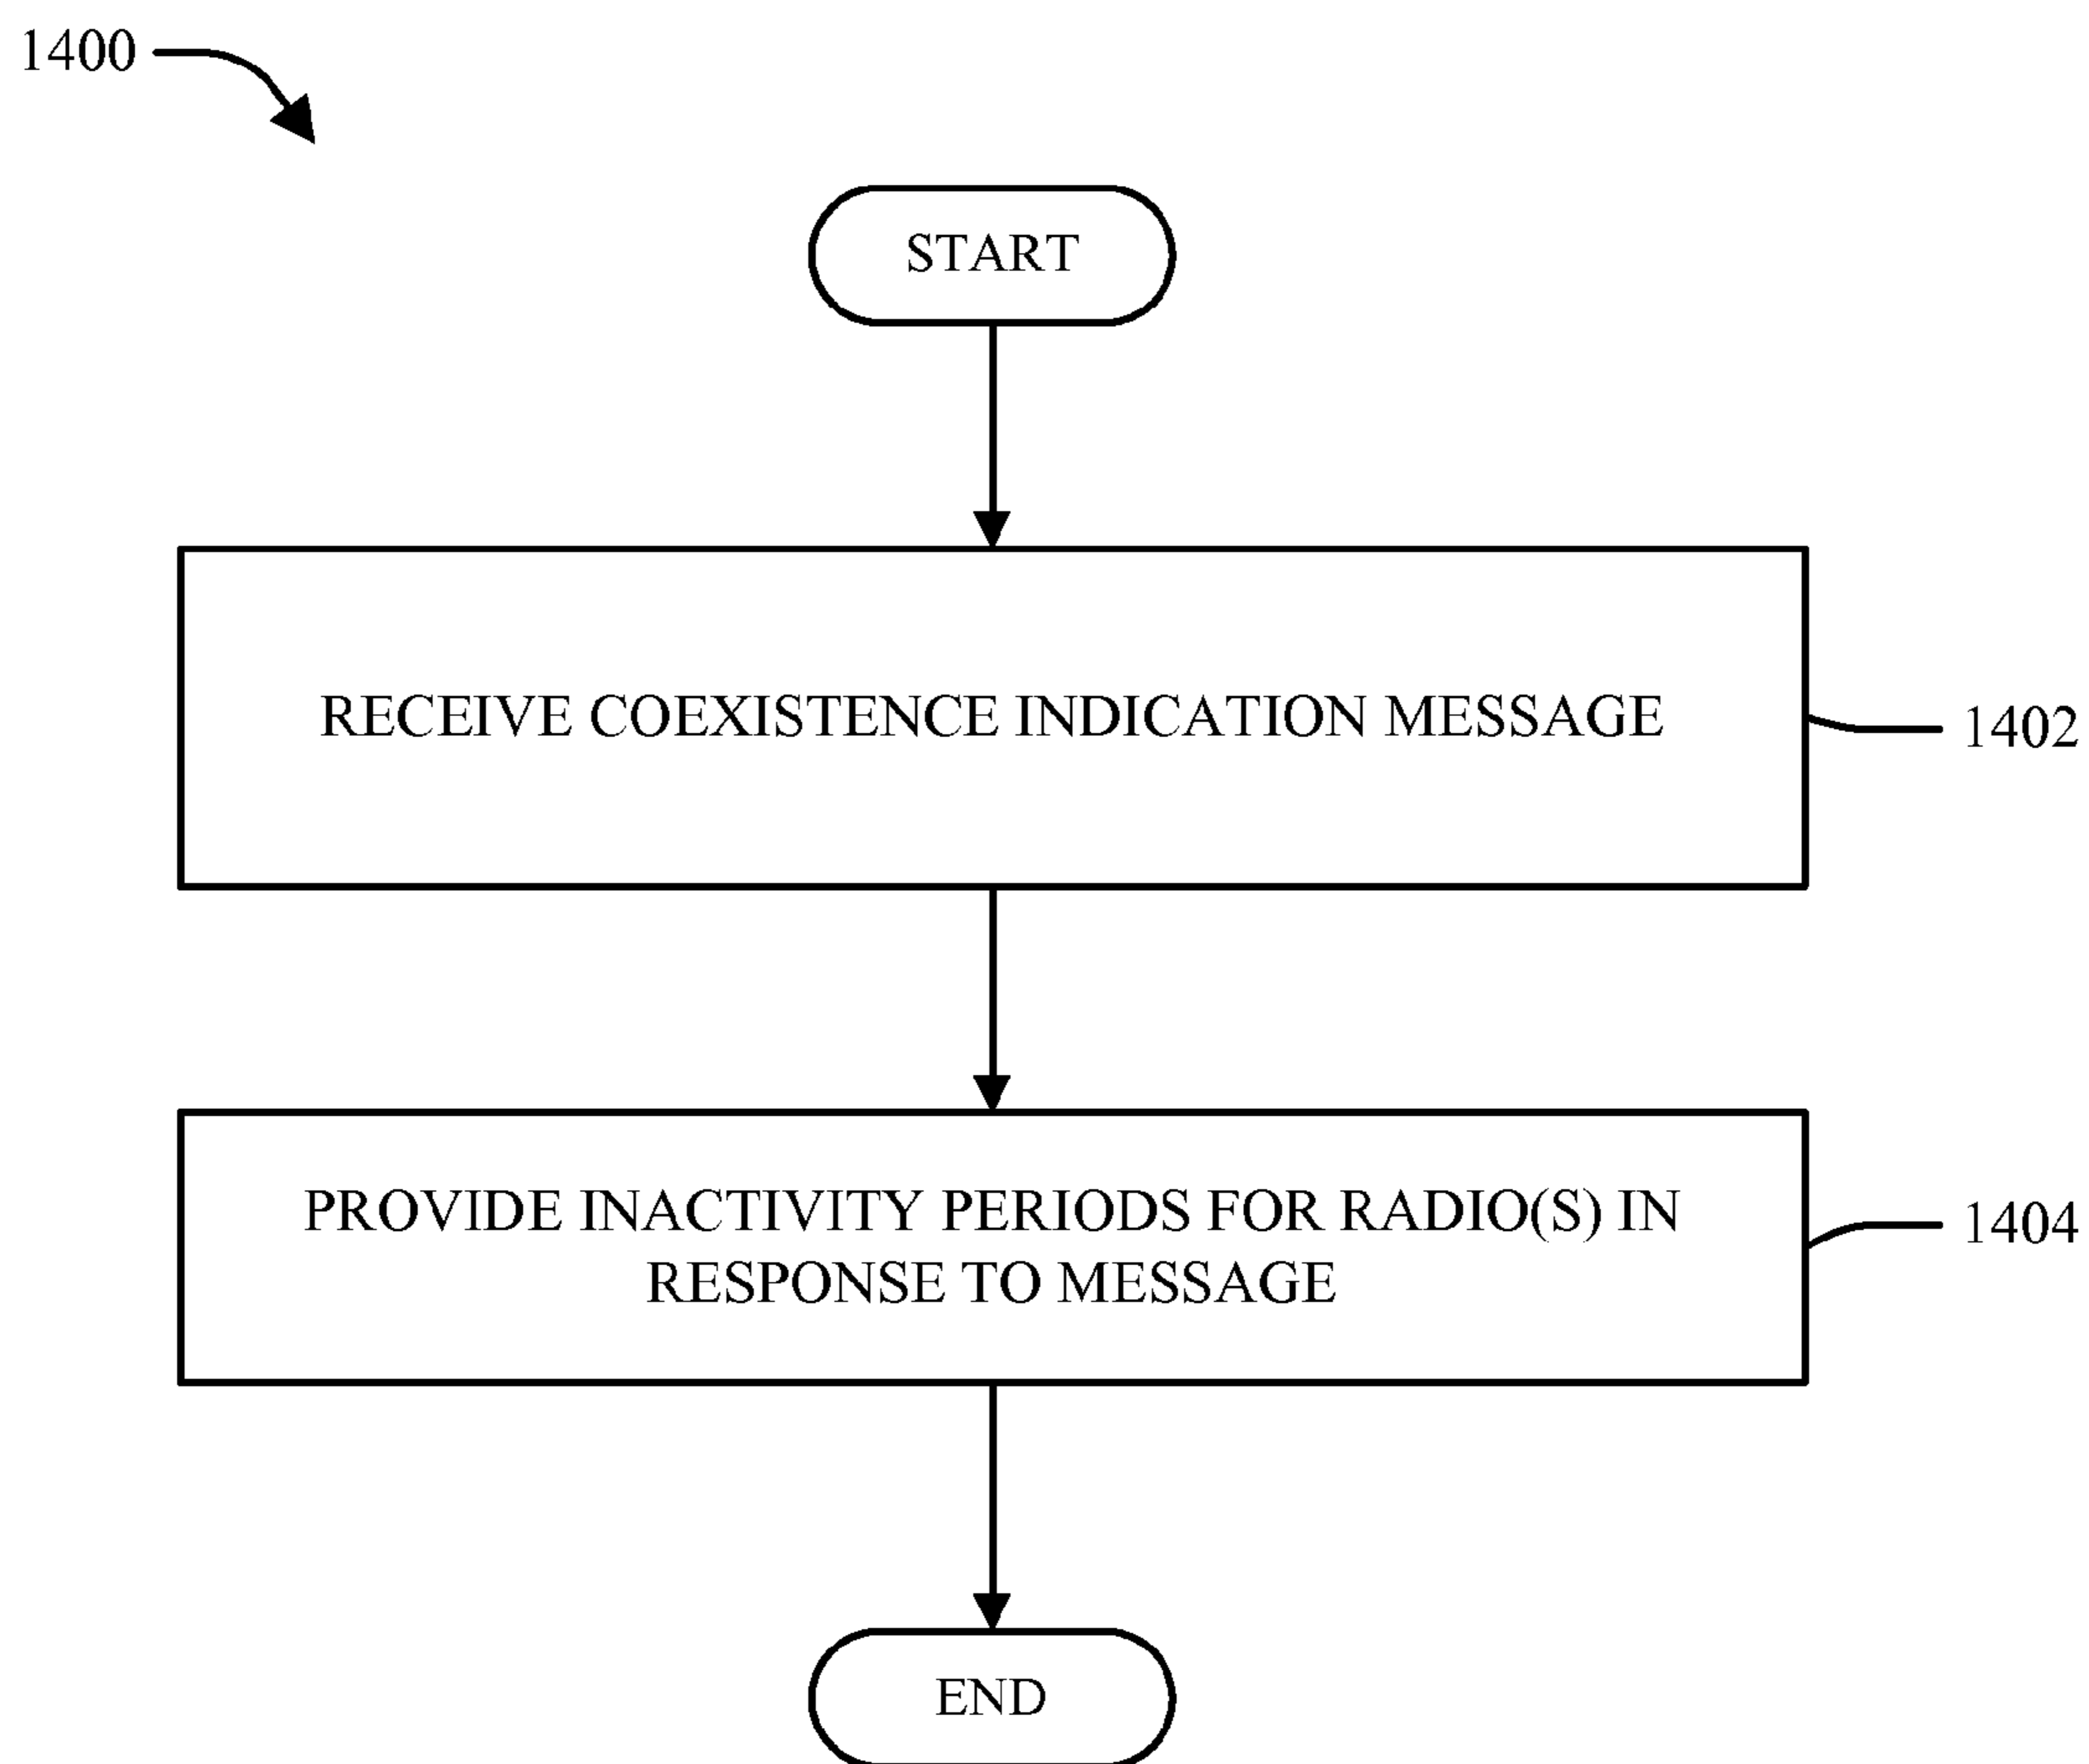 1400
START
RECEIVE COEXISTENCE INDICATION MESSAGE
1402
PROVIDE INACTIVITY PERIODS FOR RADIO(S) IN
RESPONSE TO MESSAGE
1404
END